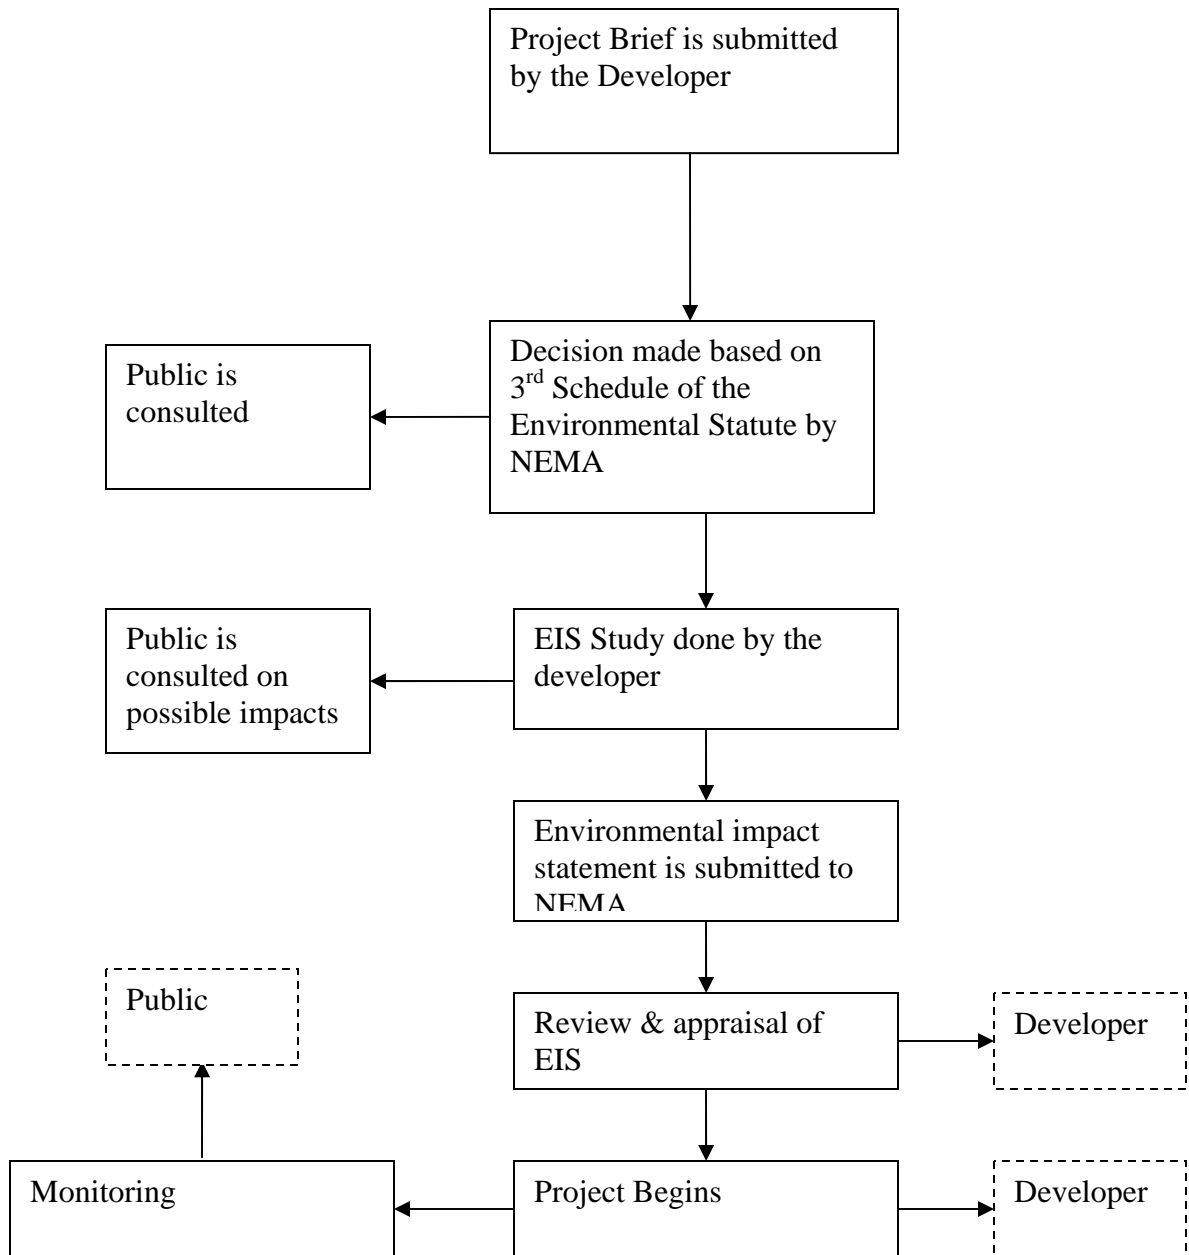 Project Brief is submitted
by the Developer
Decision made based on
3rd Schedule of the
Environmental Statute by
NEMA
Public is
consulted
EIS Study done by the
developer
Public is
consulted on
possible impacts
Environmental impact
statement is submitted to
NEMA
Public
Review & appraisal of
EIS
Developer
Monitoring
Project Begins
Developer